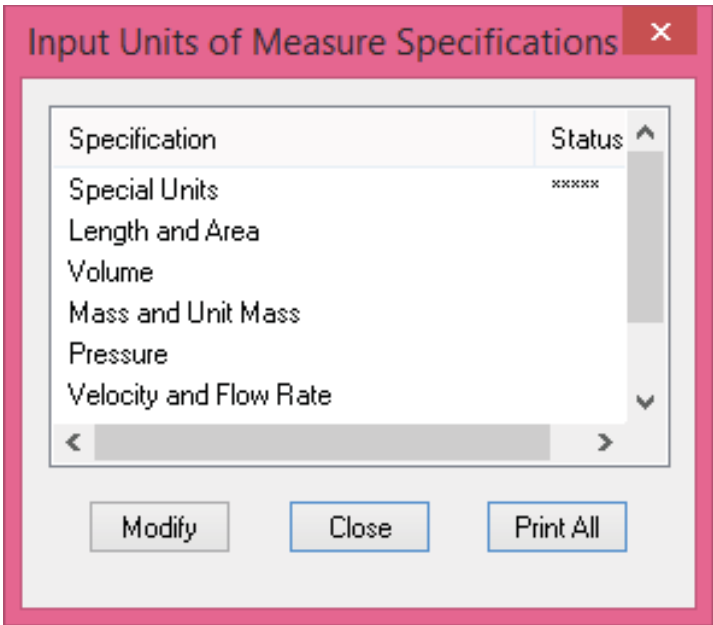 Input Units of Measure Specifications
Specification Status
Special Units *****
Length and Area
Volume
Mass and Unit Mass
Pressure
Velocity and Flow Rate
Modify Close Print All